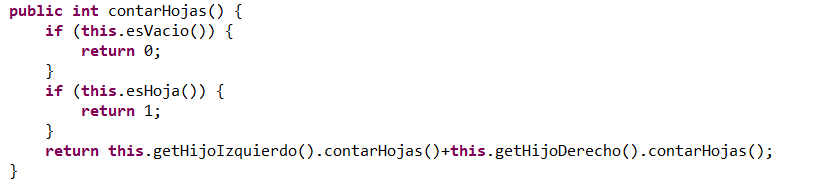 public int contarHojas() {
    if (this.esVacio()) {
        return 0;
    }
    if (this.esHoja()) {
        return 1;
    }
    return this.getHijoIzquierdo().contarHojas()+this.getHijoDerecho().contarHojas();
}